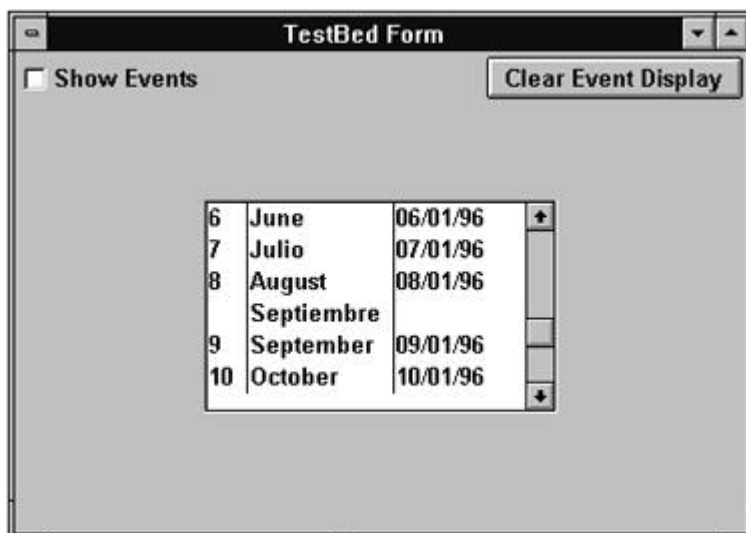 TestBed Form
Show Events
Clear Event Display
6 June 06/01/96
7 Julio 07/01/96
8 August 08/01/96
Septiembre
9 September 09/01/96
10 October 10/01/96